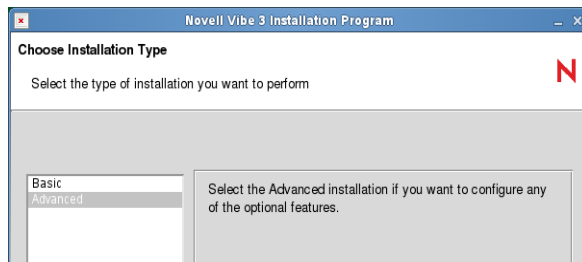 Novell Vibe 3 Installation Program
Choose Installation Type
Select the type of installation you want to perform
N
Basic
Advanced
Select the Advanced installation if you want to configure any
of the optional features.